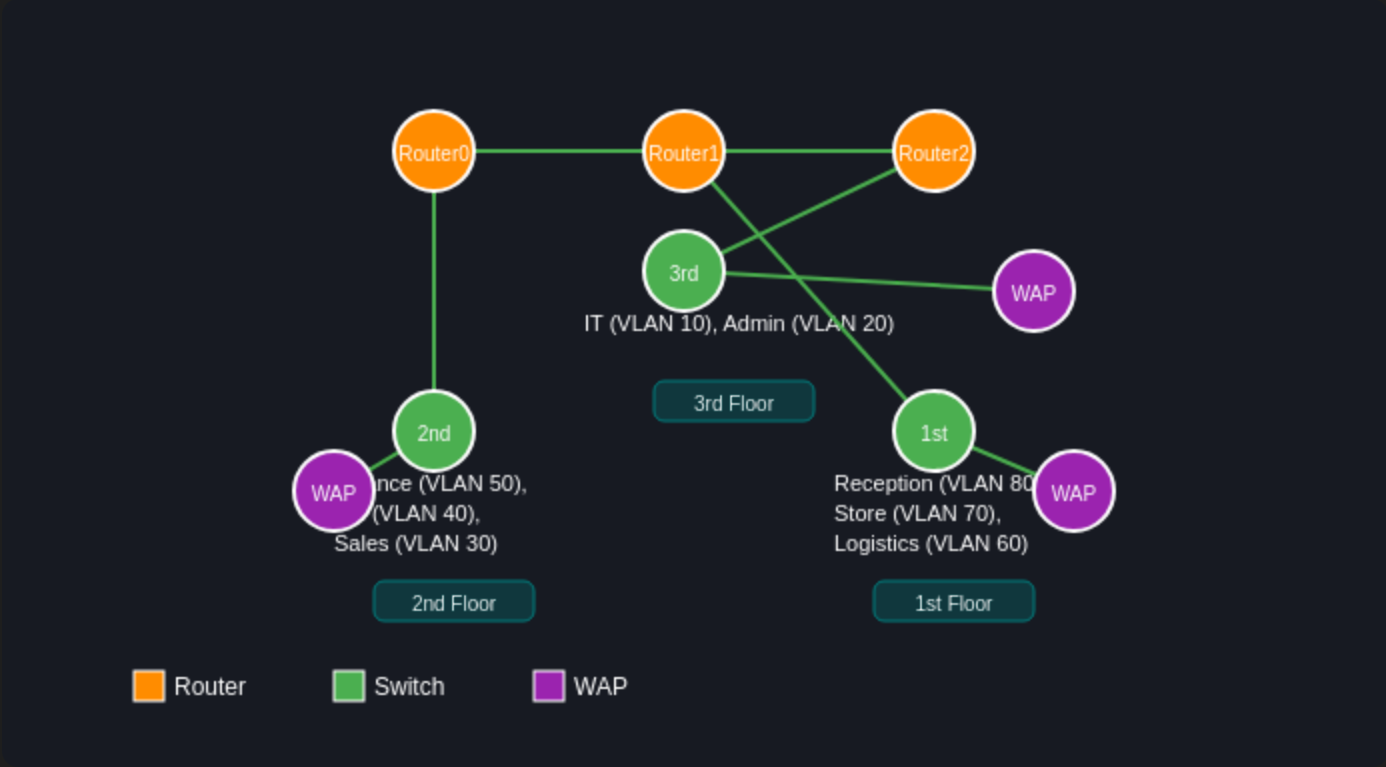 Router0
Router1
Router2
3rd
WAP
IT (VLAN 10), Admin (VLAN 20)
3rd Floor
2nd
1st
WAP
(VLAN 50),
(VLAN 40),
Sales (VLAN 30)
Reception (VLAN 80
Store (VLAN 70),
Logistics (VLAN 60)
WAP
2nd Floor
1st Floor
Router
Switch
WAP